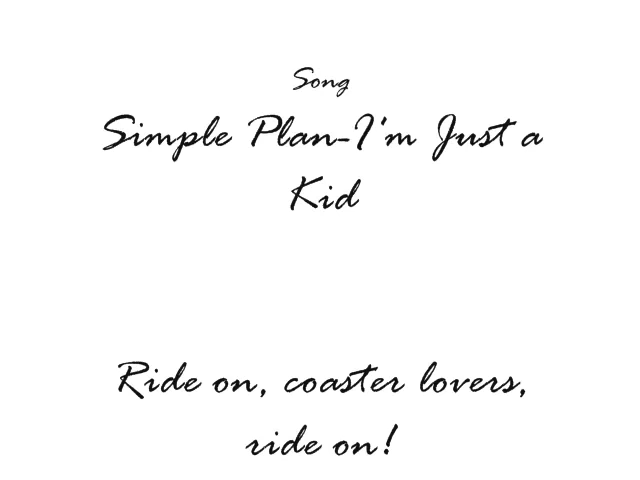 Song
Simple Plan-I'm Just a
Kid
Ride on, coaster lovers,
ride on!